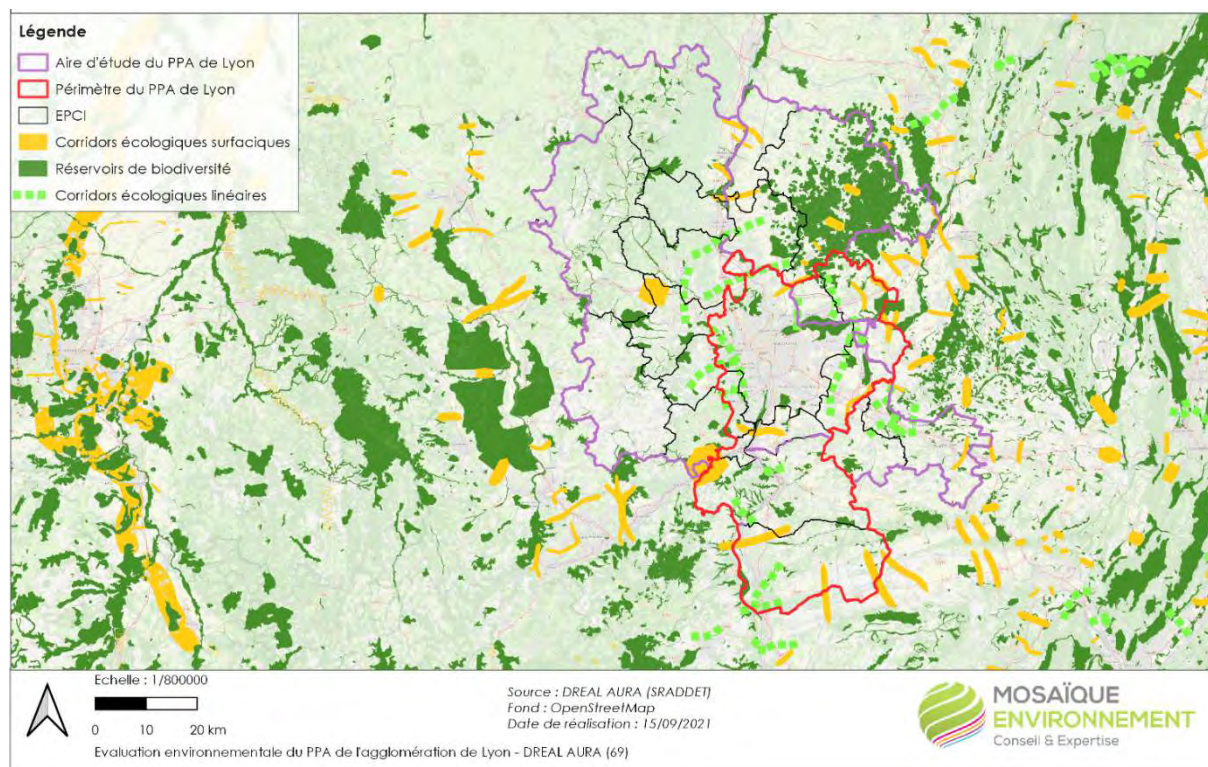 Légende
Aire d'étude du PPA de Lyon
Périmètre du PPA de Lyon
EPCI
Corridors écologiques surfaciques
Réservoirs de biodiversité
Corridors écologiques linéaires
Echelle : 1/800000
0 10 20 km
Source : DREAL AURA (SRADDET)
Fond : OpenStreetMap
Date de réalisation : 15/09/2021
Evaluation environnementale du PPA de l'agglomération de Lyon - DREAL AURA (69)
MOSAÏQUE
ENVIRONNEMENT
Conseil & Expertise